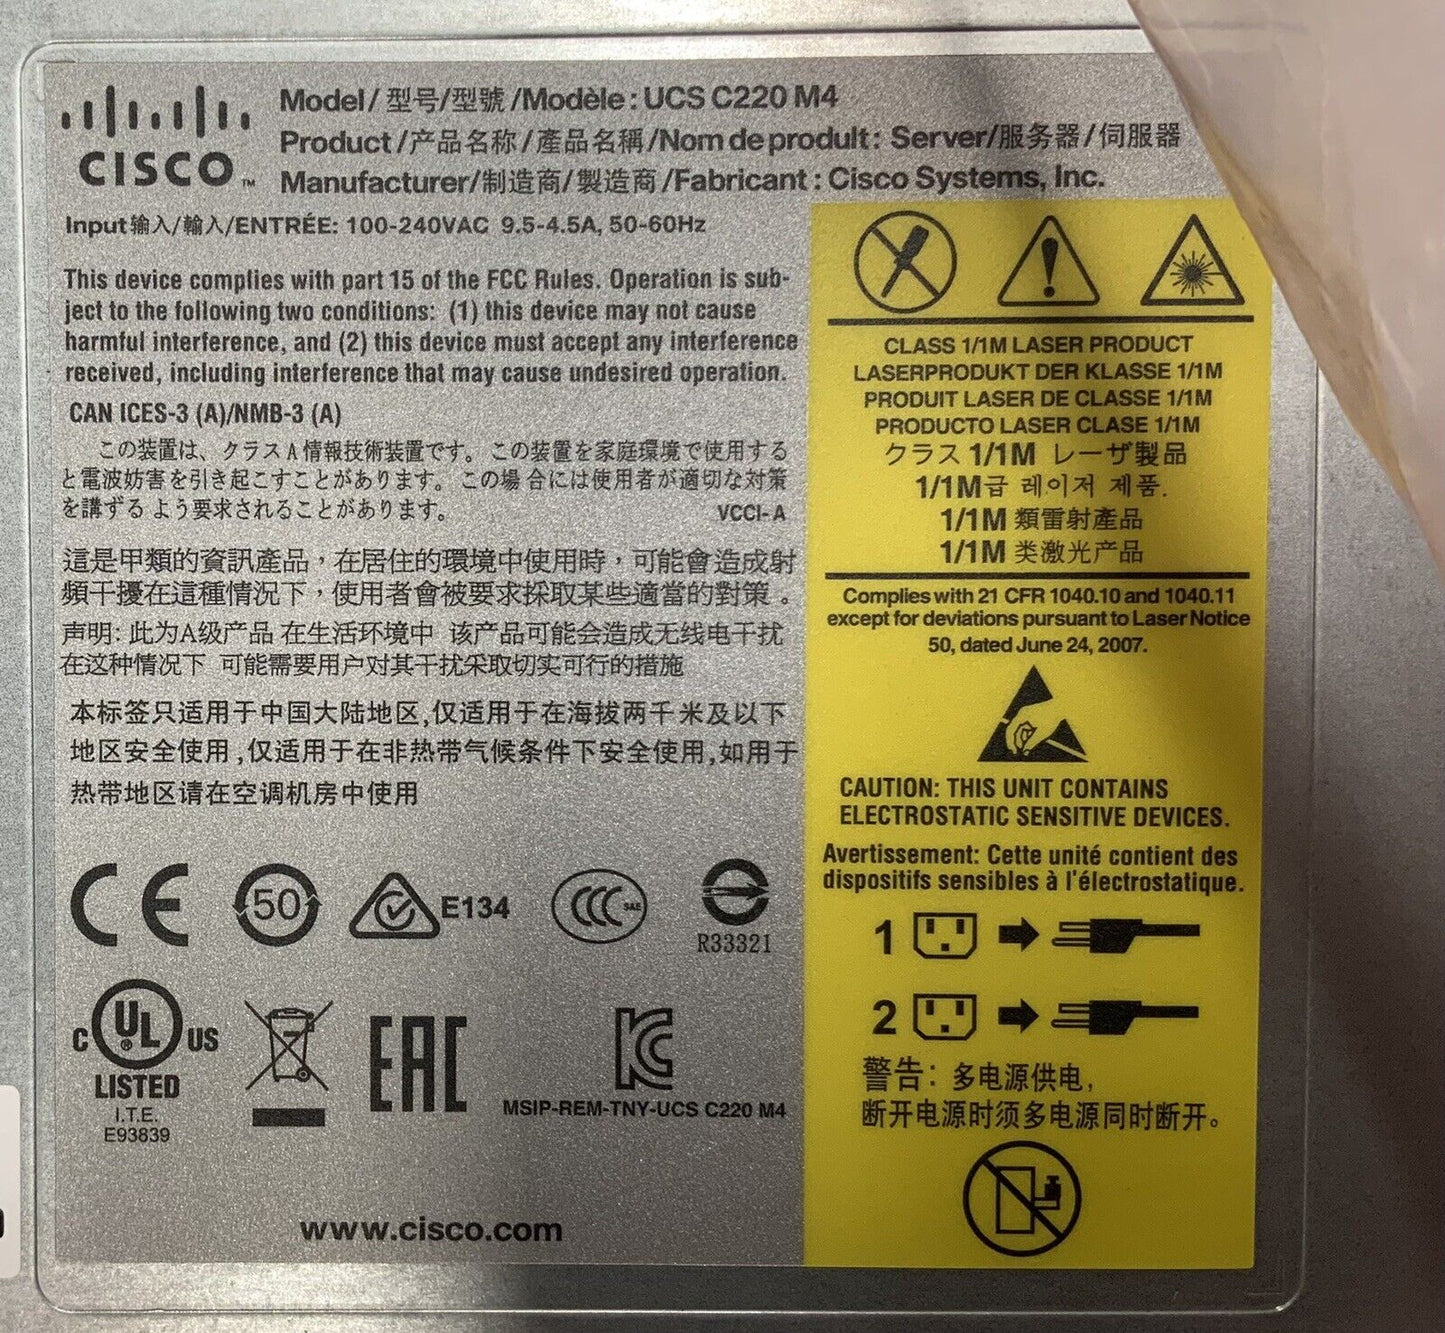 Model/型号/型號/Modèle: UCS C220 M4
Product/产品名称/產品名稱/Nom de prodult: Server/服务器/伺服器
Manufacturer/制造商/製造商/Fabricant: Cisco Systems, Inc.
CISCO™
Input输入/輸入/ENTRÉE: 100-240VAC 9.5-4.5A, 50-60Hz
This device complies with part 15 of the FCC Rules. Operation is sub-
ject to the following two conditions: (1) this device may not cause
harmful interference, and (2) this device must accept any interference
received, including interference that may cause undesired operation.
CAN ICES-3 (A)/NMB-3 (A)
この装置は、クラス A 情報技術装置です。この装置を家庭環境で使用する
と電波妨害を引き起こすことがあります。この場合には使用者が適切な対策
を講ずるよう要求されることがあります。 VCCI-A
這是甲類的資訊產品，在居住的環境中使用時，可能會造成射
頻干擾在這種情況下，使用者會被要求採取某些適當的對策。
声明: 此为A级产品 在生活环境中 该产品可能会造成无线电干扰
在这种情况下 可能需要用户对其干扰采取切实可行的措施
本标签只适用于中国大陆地区,仅适用于在海拔两千米及以下
地区安全使用,仅适用于在非热带气候条件下安全使用,如用于
热带地区请在空调机房中使用
CE
50
E134
CCC SAE
R33321
C UL ® US
LISTED
I.T.E.
E93839
EAC
KC
MSIP-REM-TNY-UCS C220 M4
www.cisco.com
CLASS 1/1M LASER PRODUCT
LASERPRODUKT DER KLASSE 1/1M
PRODUIT LASER DE CLASSE 1/1M
PRODUCTO LASER CLASE 1/1M
クラス 1/1M レーザ製品
1/1M급 레이저 제품.
1/1M 類雷射產品
1/1M 类激光产品
Complies with 21 CFR 1040.10 and 1040.11
except for deviations pursuant to Laser Notice
50, dated June 24, 2007.
CAUTION: THIS UNIT CONTAINS
ELECTROSTATIC SENSITIVE DEVICES.
Avertissement: Cette unité contient des
dispositifs sensibles à l'électrostatique.
1
2
警告: 多电源供电,
断开电源时须多电源同时断开。